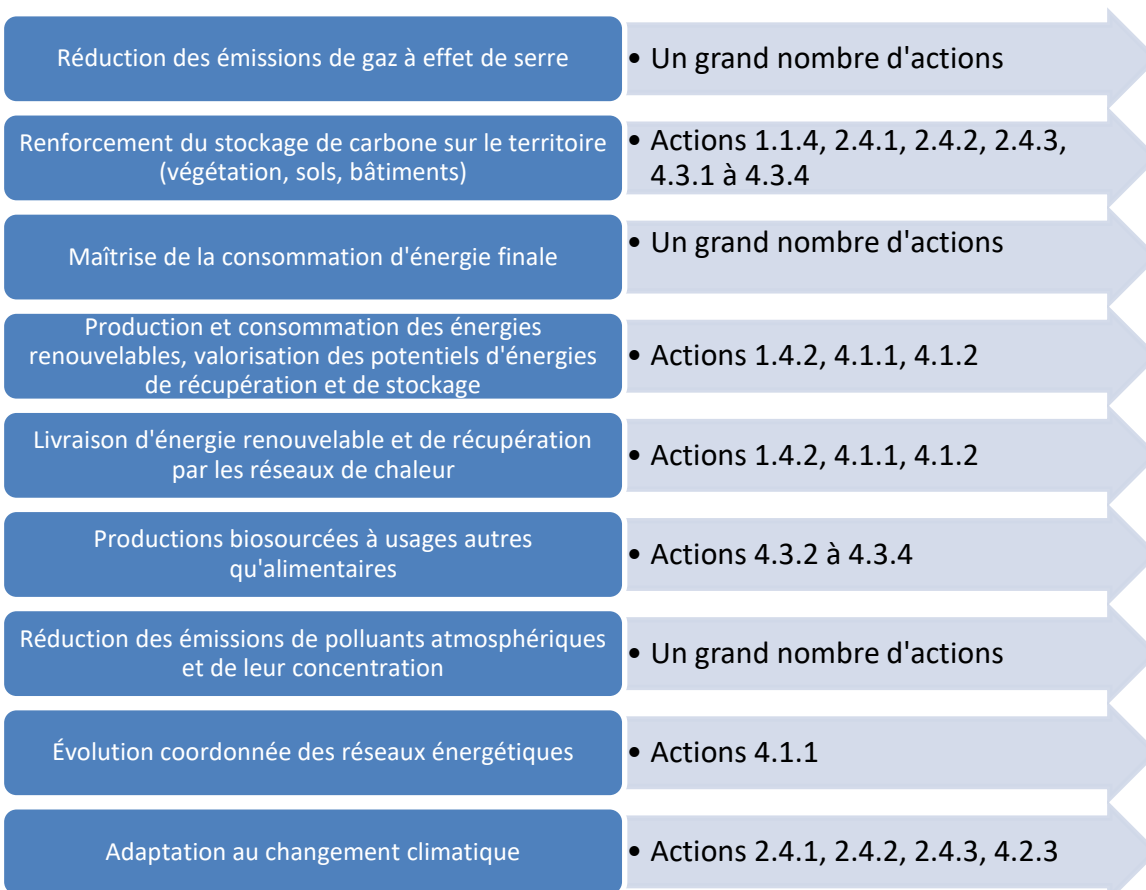 Réduction des émissions de gaz à effet de serre
• Un grand nombre d'actions
Renforcement du stockage de carbone sur le territoire
(végétation, sols, bâtiments)
• Actions 1.1.4, 2.4.1, 2.4.2, 2.4.3,
4.3.1 à 4.3.4
Maîtrise de la consommation d'énergie finale
• Un grand nombre d'actions
Production et consommation des énergies
renouvelables, valorisation des potentiels d'énergies
de récupération et de stockage
• Actions 1.4.2, 4.1.1, 4.1.2
Livraison d'énergie renouvelable et de récupération
par les réseaux de chaleur
• Actions 1.4.2, 4.1.1, 4.1.2
Productions biosourcées à usages autres
qu'alimentaires
• Actions 4.3.2 à 4.3.4
Réduction des émissions de polluants atmosphériques
et de leur concentration
• Un grand nombre d'actions
Évolution coordonnée des réseaux énergétiques
• Actions 4.1.1
Adaptation au changement climatique
• Actions 2.4.1, 2.4.2, 2.4.3, 4.2.3